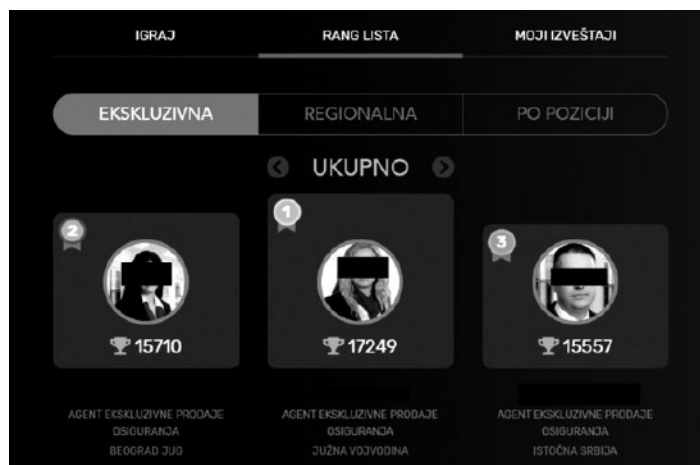 IGRAJ
RANG LISTA
MOJI IZVEŠTAJI
EKSKLUZIVNA
REGIONALNA
PO POZICIJI
UKUPNO
2
15710
AGENT EKSKLUZIVNE PRODAJE
OSIGURANJA
BEOGRAD JUG
1
17249
AGENT EKSKLUZIVNE PRODAJE
OSIGURANJA
JUŽNA VOJVODINA
3
15557
AGENT EKSKLUZIVNE PRODAJE
OSIGURANJA
ISTOČNA SRBIJA